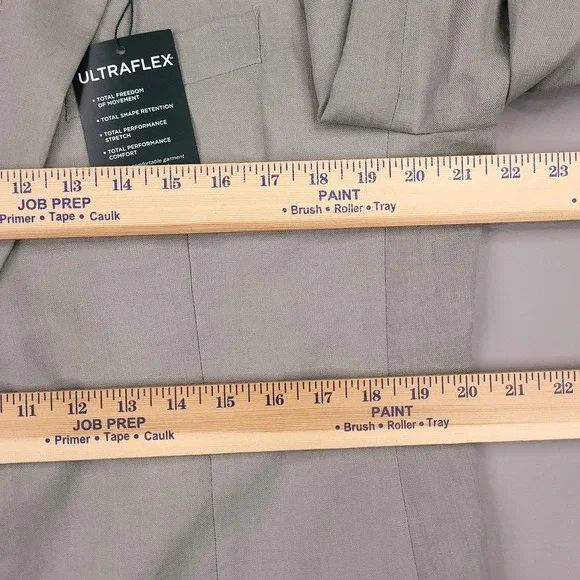 ULTRAFLEX
• TOTAL FREEDOM
OF MOVEMENT
• TOTAL SHAPE RETENTION
• TOTAL PERFORMANCE
STRETCH
• TOTAL PERFORMANCE
COMFORT
comfortable garment
12 13 14 15 16 17 18 19 20 21 22 23
JOB PREP PAINT
Primer • Tape • Caulk • Brush • Roller • Tray
11 12 13 14 15 16 17 18 19 20 21 22
JOB PREP PAINT
• Primer • Tape • Caulk • Brush • Roller • Tray